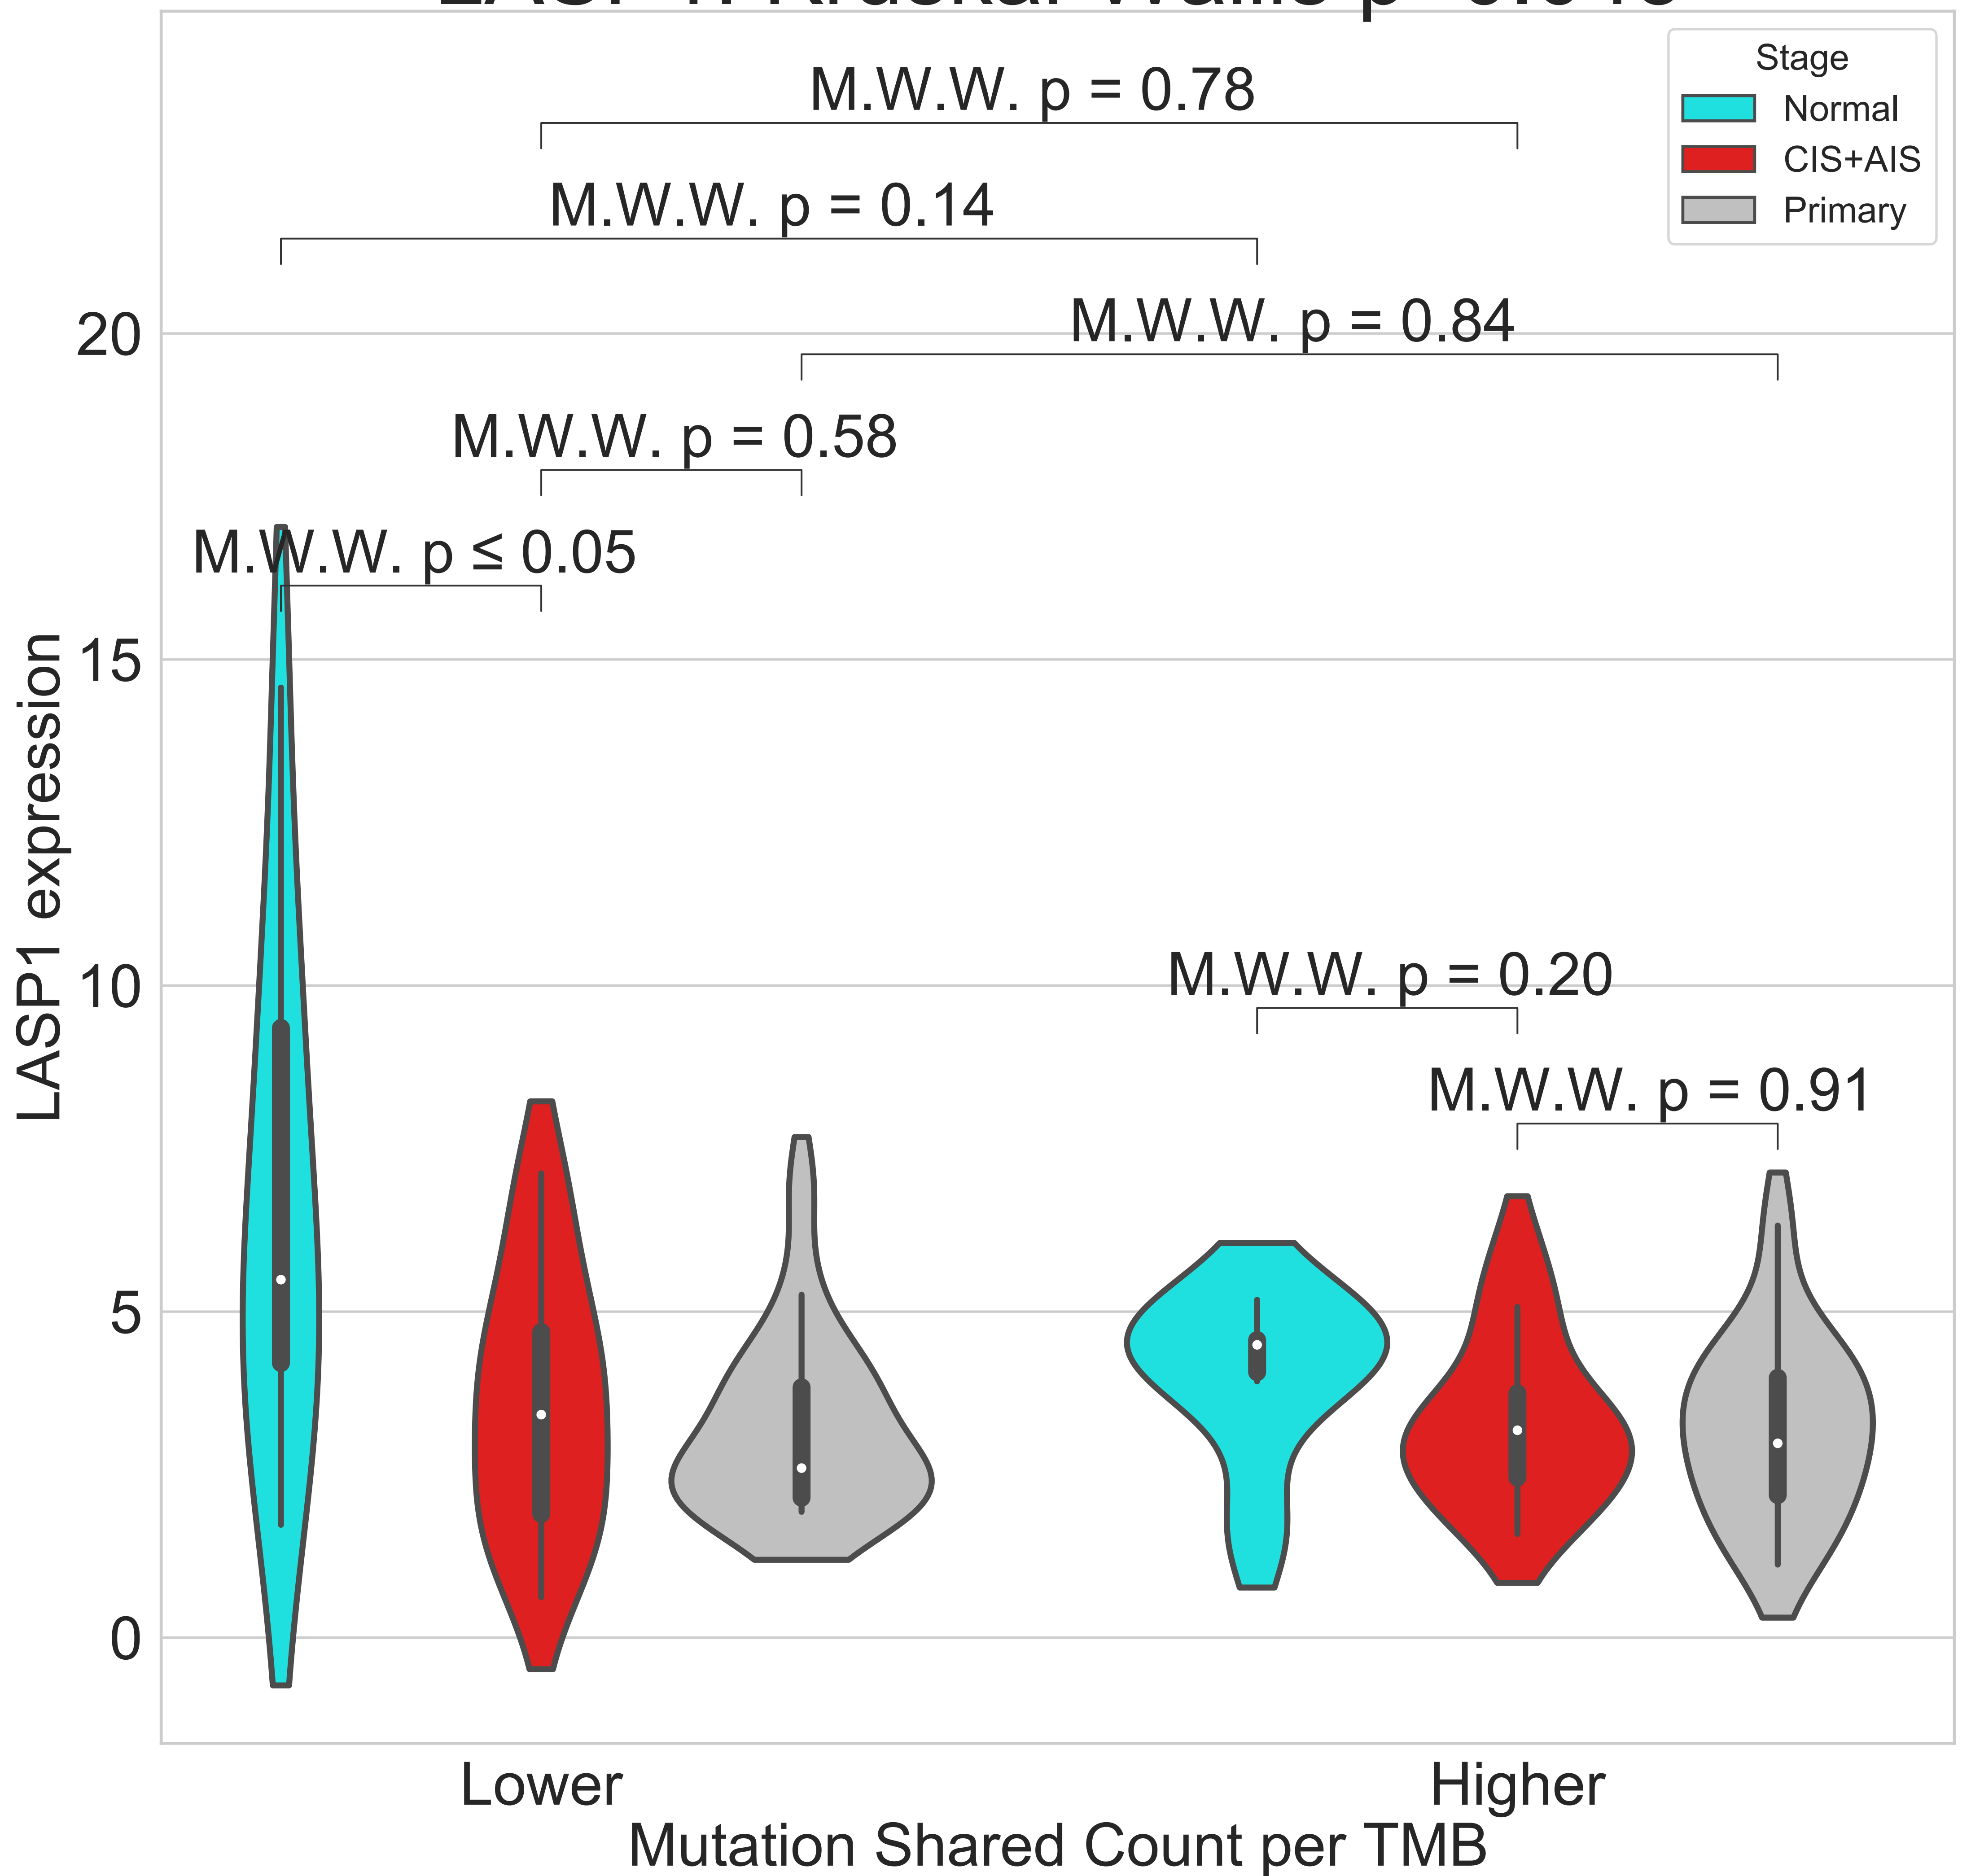 Stage
Normal
CIS+AIS
Primary
M.W.W. p = 0.78
M.W.W. p = 0.14
M.W.W. p = 0.84
M.W.W. p = 0.58
M.W.W. p ≤ 0.05
M.W.W. p = 0.20
M.W.W. p = 0.91
LASP1 expression
20
15
10
5
0
Lower
Higher
Mutation Shared Count per TMB